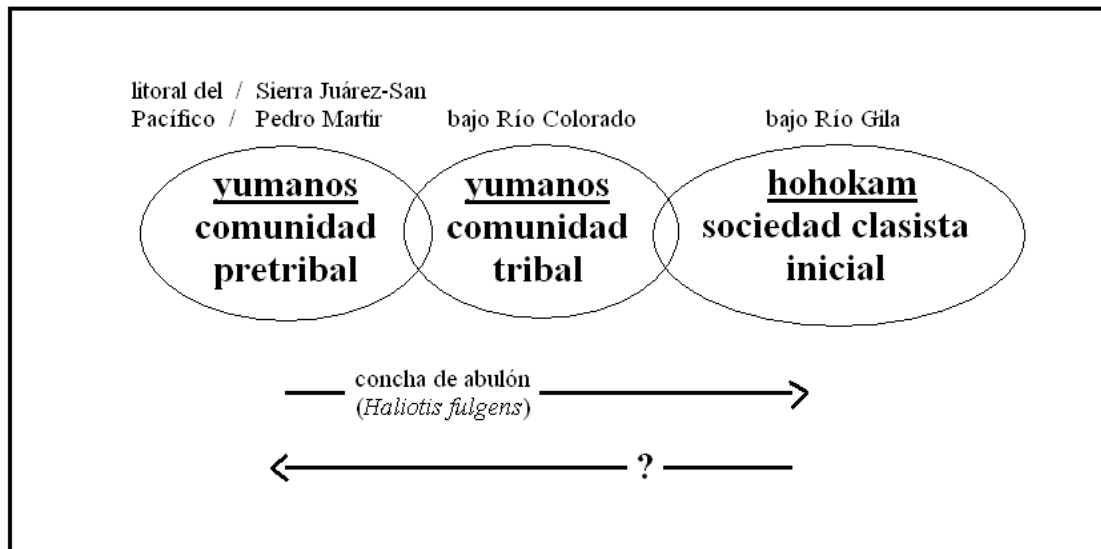 litoral del / Sierra Juárez-San
Pacífico / Pedro Martir
bajo Río Colorado
bajo Río Gila
yumanos
comunidad
pretribal
yumanos
comunidad
tribal
hohokam
sociedad clasista
inicial
concha de abulón
(Haliotis fulgens)
?